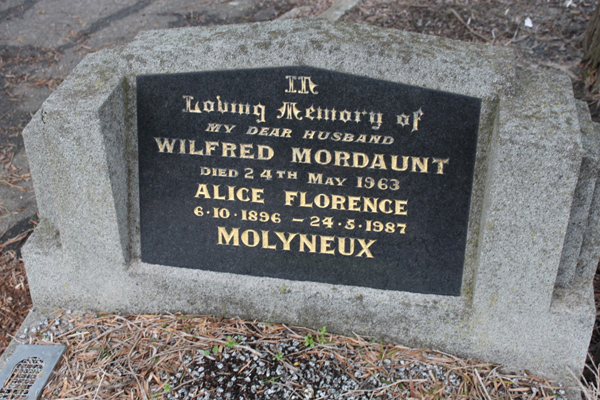 In
Loving Memory of
MY DEAR HUSBAND
WILFRED MORDAUNT
DIED 24TH MAY 1963
ALICE FLORENCE
6·10·1896 – 24·5·1987
MOLYNEUX